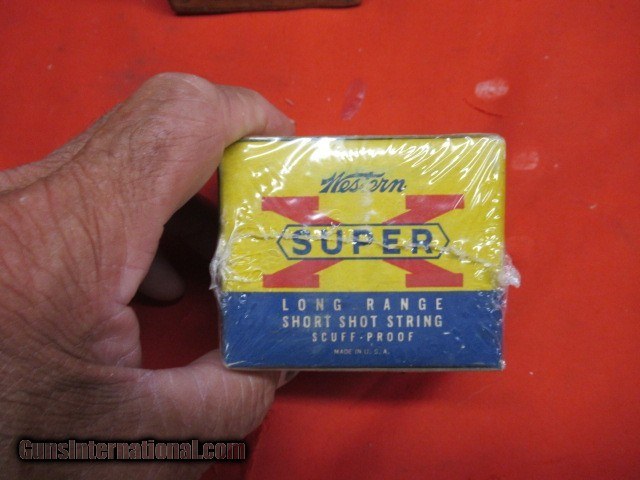 Western
SUPER X
LONG RANGE
SHORT SHOT STRING
SCUFF-PROOF
MADE IN U.S.A.
GunsInternational.com